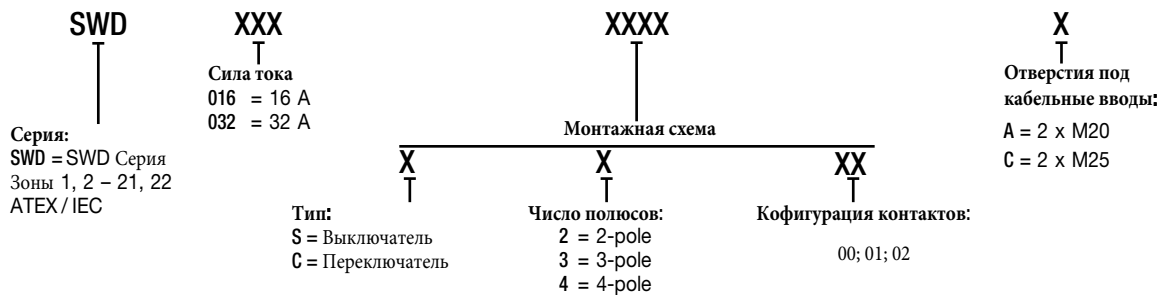 SWD XXX XXXX X
Серия:
SWD = SWD Серия
Зоны 1, 2 – 21, 22
ATEX / IEC
Сила тока
016 = 16 A
032 = 32 A
Монтажная схема
X X XX
Тип:
S = Выключатель
C = Переключатель
Число полюсов:
2 = 2-pole
3 = 3-pole
4 = 4-pole
Кофигурация контактов:
00; 01; 02
Отверстия под
кабельные вводы:
A = 2 x M20
C = 2 x M25